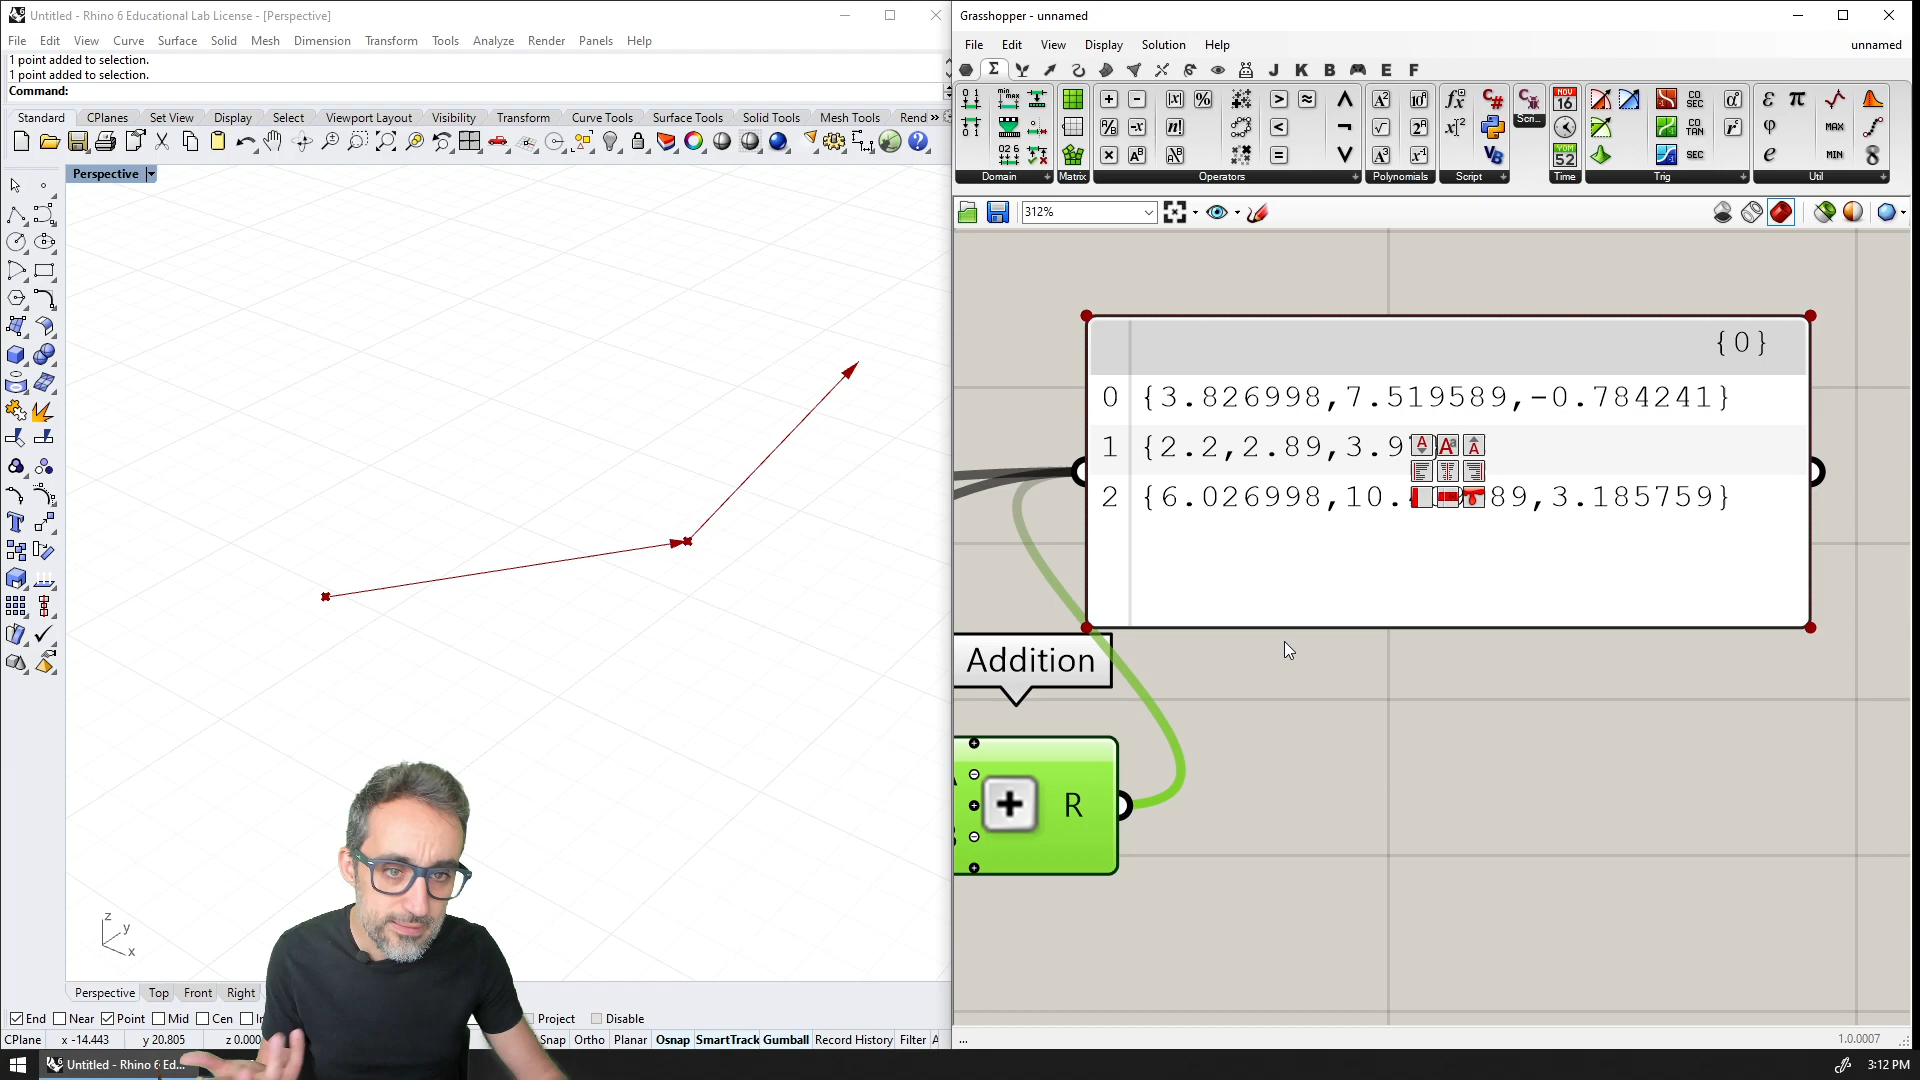 Untitled - Rhino 6 Educational Lab License - [Perspective]
File Edit View Curve Surface Solid Mesh Dimension Transform Tools Analyze Render Panels Help
1 point added to selection.
1 point added to selection.
Command:
Standard CPlanes Set View Display Select Viewport Layout Visibility Transform Curve Tools Surface Tools Solid Tools Mesh Tools Rend »
Perspective
z
y
x
Perspective Top Front Right
End Near Point Mid Cen Project Disable
CPlane x -14.443 y 20.805 z 0.000 Snap Ortho Planar Osnap SmartTrack Gumball Record History Filter A
Untitled - Rhino 6 Ed...
Grasshopper - unnamed
File Edit View Display Solution Help unnamed
J K B E F
Domain Matrix Operators Polynomials Script Time Trig Util
312%
{0}
0 {3.826998,7.519589,-0.784241}
1 {2.2,2.89,3.9
2 {6.026998,10. 89,3.185759}
Addition
R
... 1.0.0007
3:12 PM